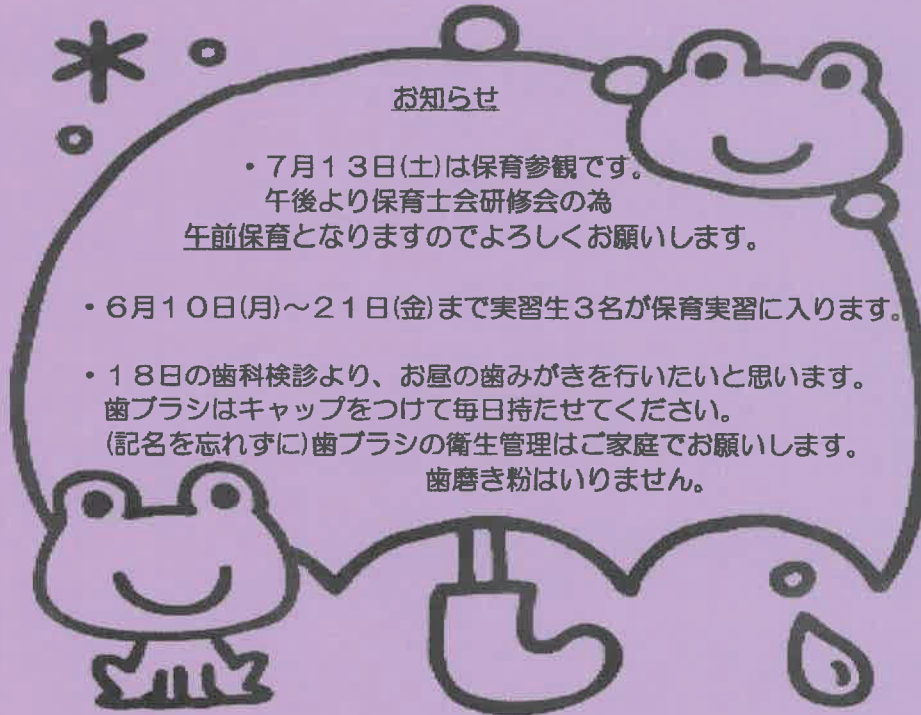 お知らせ
・７月１３日(土)は保育参観です。
午後より保育士会研修会の為
午前保育となりますのでよろしくお願いします。
・６月１０日(月)～２１日(金)まで実習生３名が保育実習に入ります。
・１８日の歯科検診より、お昼の歯みがきを行いたいと思います。
歯ブラシはキャップをつけて毎日持たせてください。
(記名を忘れずに)歯ブラシの衛生管理はご家庭でお願いします。
歯磨き粉はいりません。